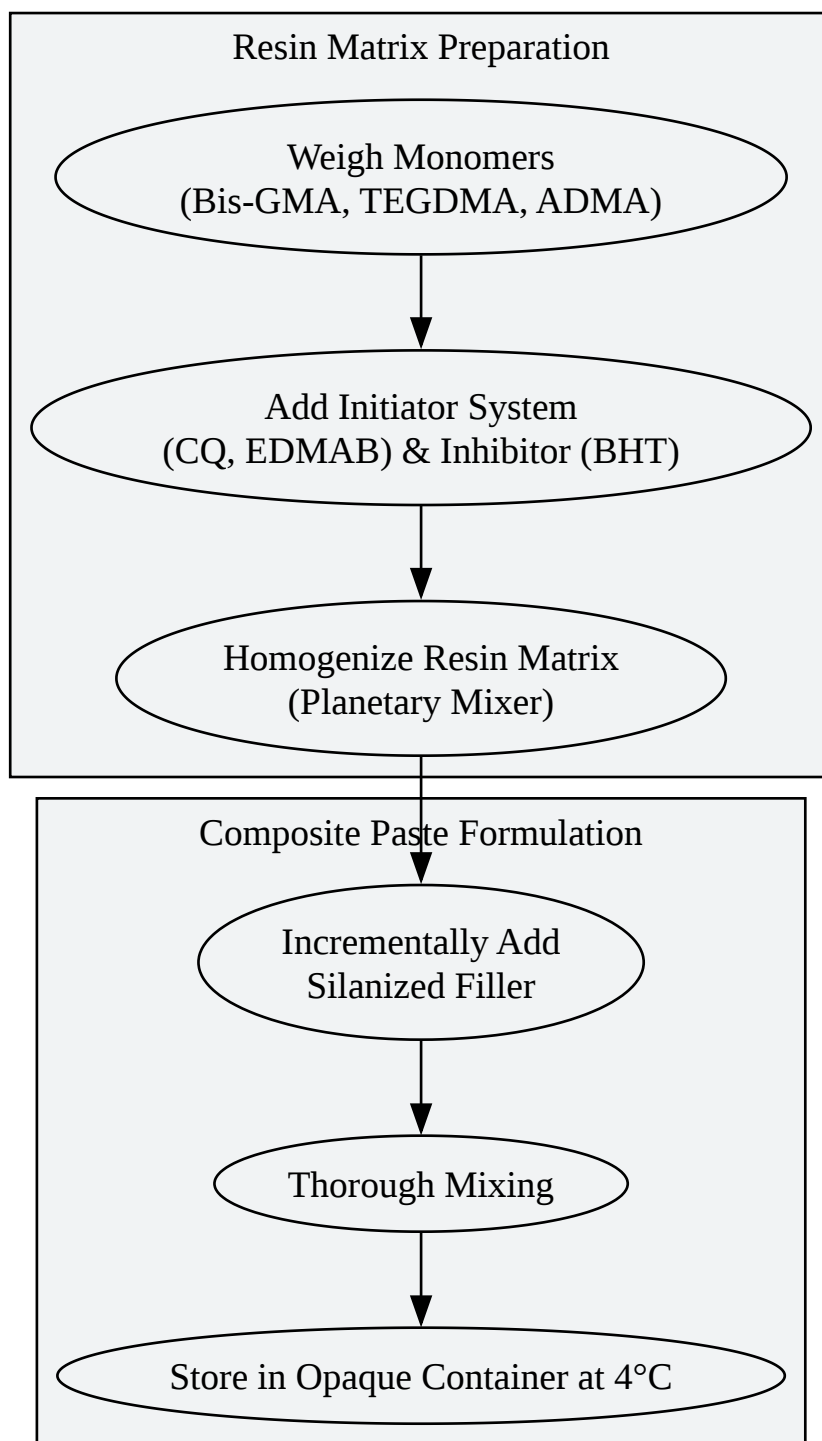 Resin Matrix Preparation
Weigh Monomers
(Bis-GMA, TEGDMA, ADMA)
Add Initiator System
(CQ, EDMAB) & Inhibitor (BHT)
Homogenize Resin Matrix
(Planetary Mixer)
Composite Paste Formulation
Incrementally Add
Silanized Filler
Thorough Mixing
Store in Opaque Container at 4°C